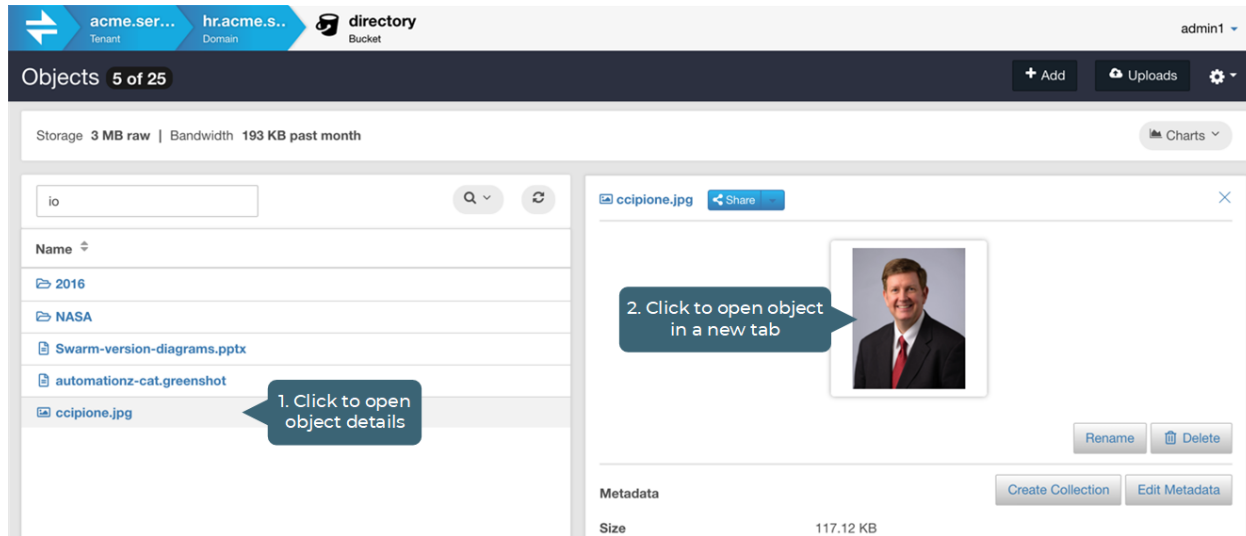 acme.ser... hr.acme.s.. directory
Tenant Domain Bucket
admin1
Objects 5 of 25
+ Add Uploads
Storage 3 MB raw | Bandwidth 193 KB past month
Charts
io
ccipione.jpg Share
Name
2016
NASA
Swarm-version-diagrams.pptx
automationz-cat.greenshot
ccipione.jpg
1. Click to open
object details
2. Click to open object
in a new tab
Rename Delete
Metadata Create Collection Edit Metadata
Size 117.12 KB